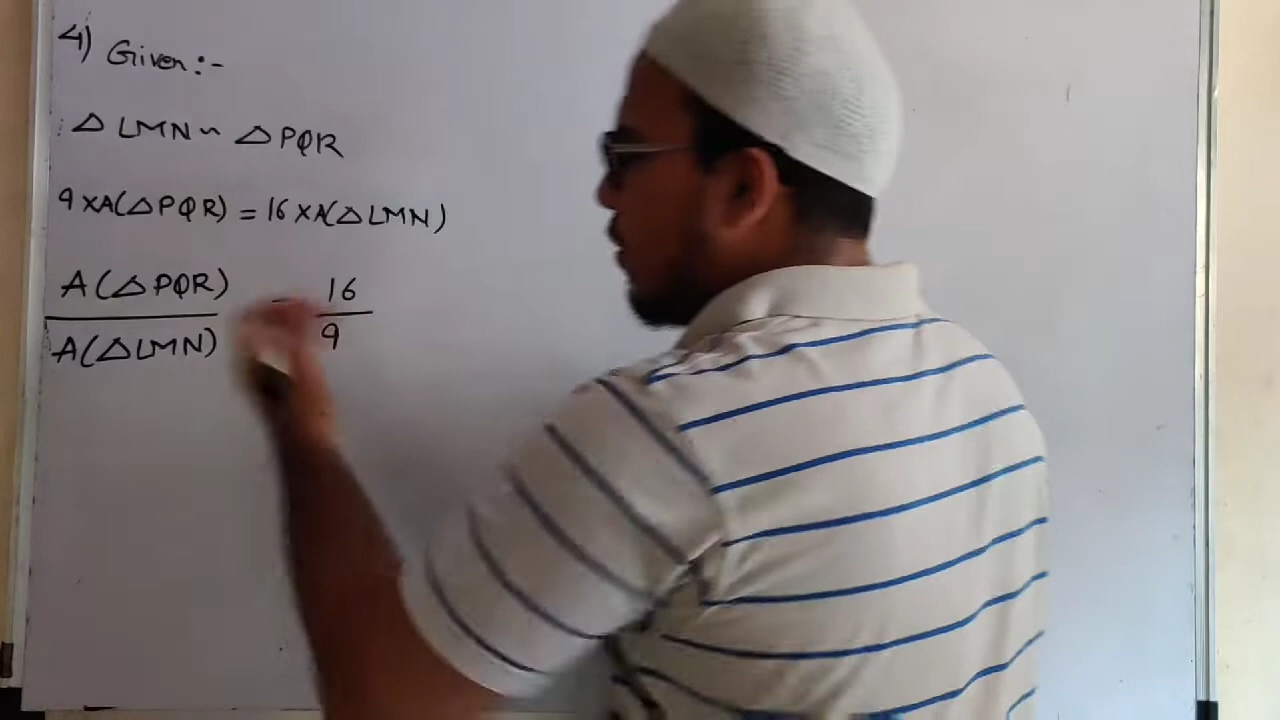 4) Given :-
△ LMN ~ △ PQR
9 × A(△ PQR) = 16 × A(△ LMN)
A(△ PQR) = 16
A(△ LMN) 9